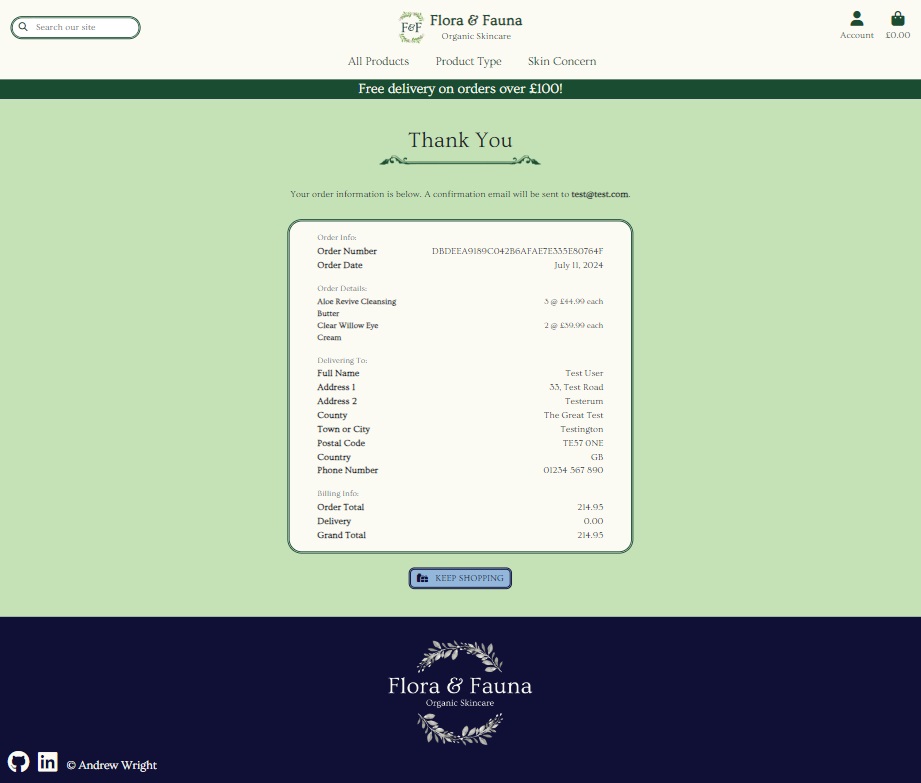 Search our site
F&F
Flora & Fauna
Organic Skincare
Account
£0.00
All Products
Product Type
Skin Concern
Free delivery on orders over £100!
Thank You
Your order information is below. A confirmation email will be sent to test@test.com.
Order Info:
Order Number DBDEEA9189C042B6AFAE7E335E80764F
Order Date July 11, 2024
Order Details:
Aloe Revive Cleansing Butter 3 @ £44.99 each
Clear Willow Eye Cream 2 @ £39.99 each
Delivering To:
Full Name Test User
Address 1 33, Test Road
Address 2 Testerum
County The Great Test
Town or City Testington
Postal Code TE57 0NE
Country GB
Phone Number 01234 567 890
Billing Info:
Order Total 214.95
Delivery 0.00
Grand Total 214.95
KEEP SHOPPING
Flora & Fauna
Organic Skincare
© Andrew Wright